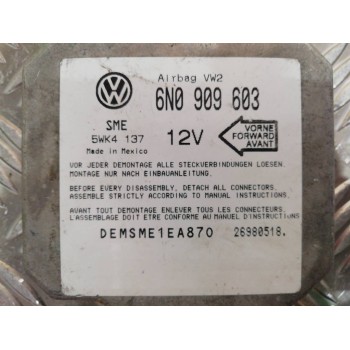 Airbag VW2
6N0 909 603
SME
5WK4 137
Made in Mexico
12V
VORNE
FORWARD
AVANT
VOR JEDER DEMONTAGE ALLE STECKVERBINDUNGEN LOESEN.
MONTAGE NUR NACH EINBAUANLEITUNG.
BEFORE EVERY DISASSEMBLY, DETACH ALL CONNECTORS.
ASSEMBLE STRICTLY ACCORDING TO MANUAL INSTRUCTIONS
AVANT TOUT DEMONTAGE ENLEVER TOUS LES CONNECTEURS.
L'ASSEMBLAGE DOIT ETRE CONFORME AU MANUEL D'INSTRUCTIONS
DEMSME1EA870
26980518.